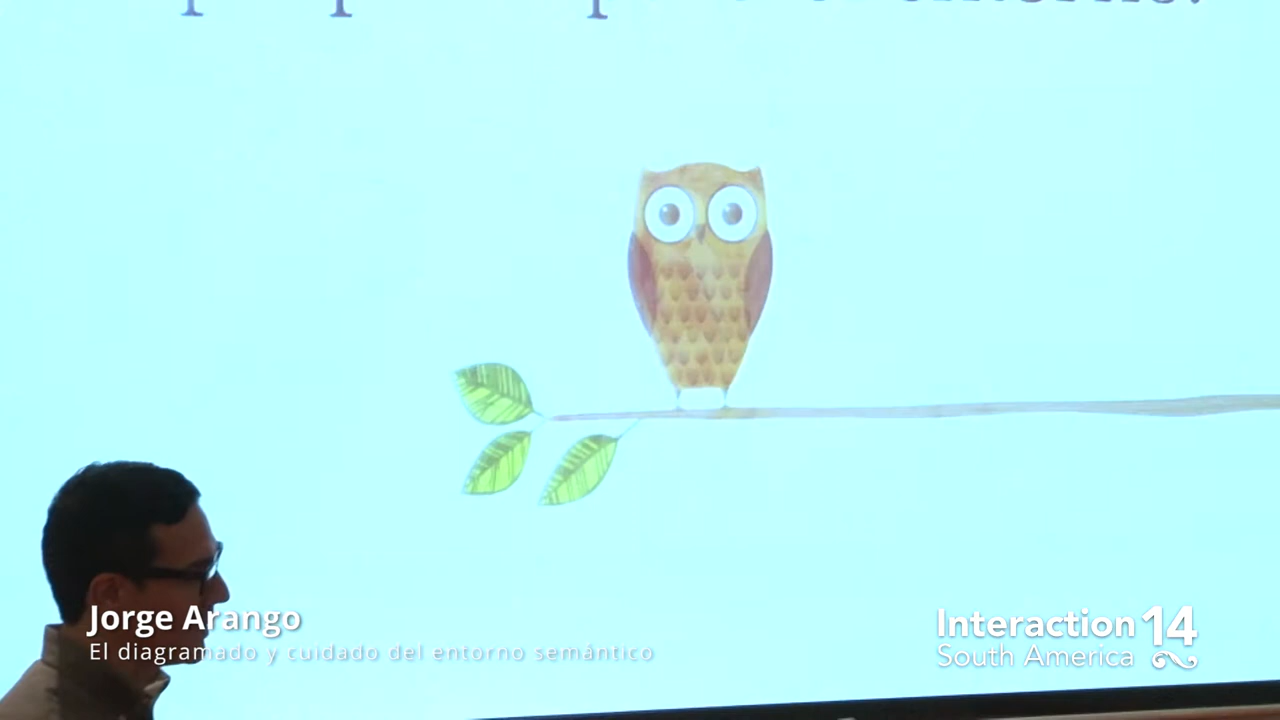 Jorge Arango
El diagramado y cuidado del entorno semántico
Interaction 14
South America